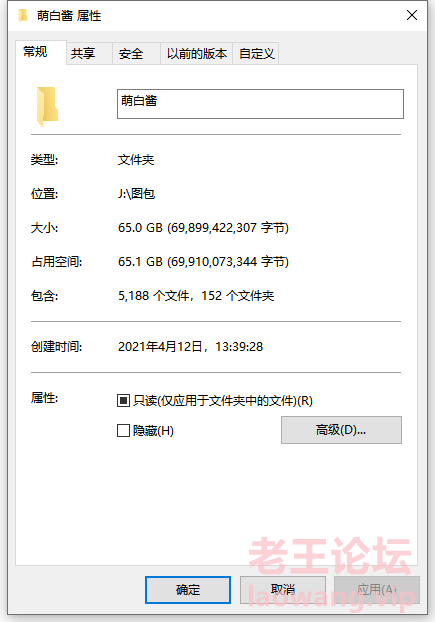 萌白酱 属性
常规 共享 安全 以前的版本 自定义
萌白酱
类型: 文件夹
位置: J:\图包
大小: 65.0 GB (69,899,422,307 字节)
占用空间: 65.1 GB (69,910,073,344 字节)
包含: 5,188 个文件，152 个文件夹
创建时间: 2021年4月12日，13:39:28
属性: 只读(仅应用于文件夹中的文件)(R)
隐藏(H) 高级(D)...
老王论坛
确定 取消 应用(A)
laowang.vip